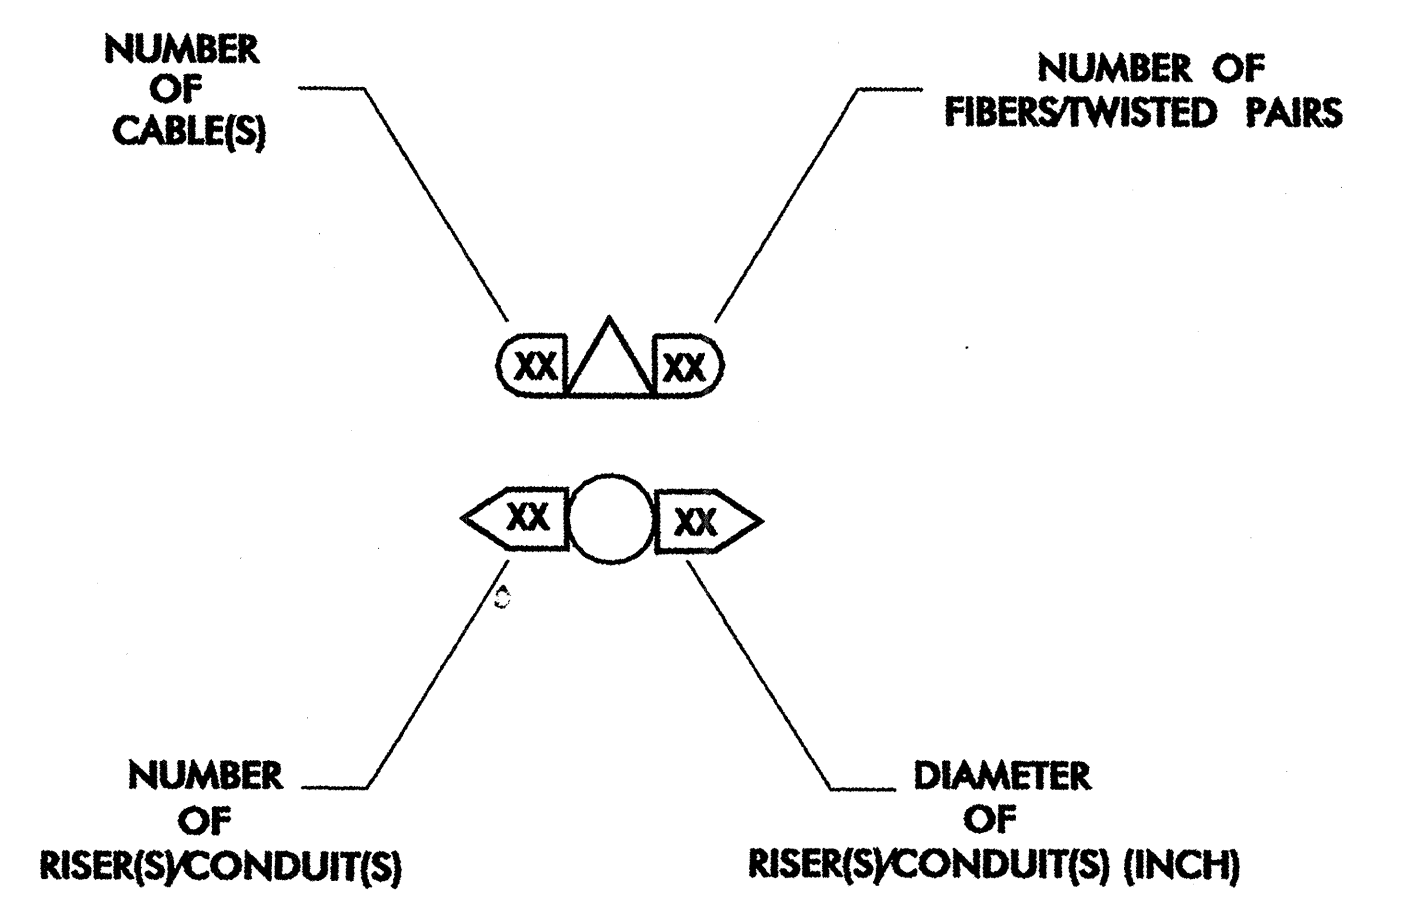 NUMBER
OF
CABLE(S)
NUMBER OF
FIBERS/TWISTED PAIRS
XX XX
XX XX
NUMBER
OF
RISER(S)/CONDUIT(S)
DIAMETER
OF
RISER(S)/CONDUIT(S) (INCH)